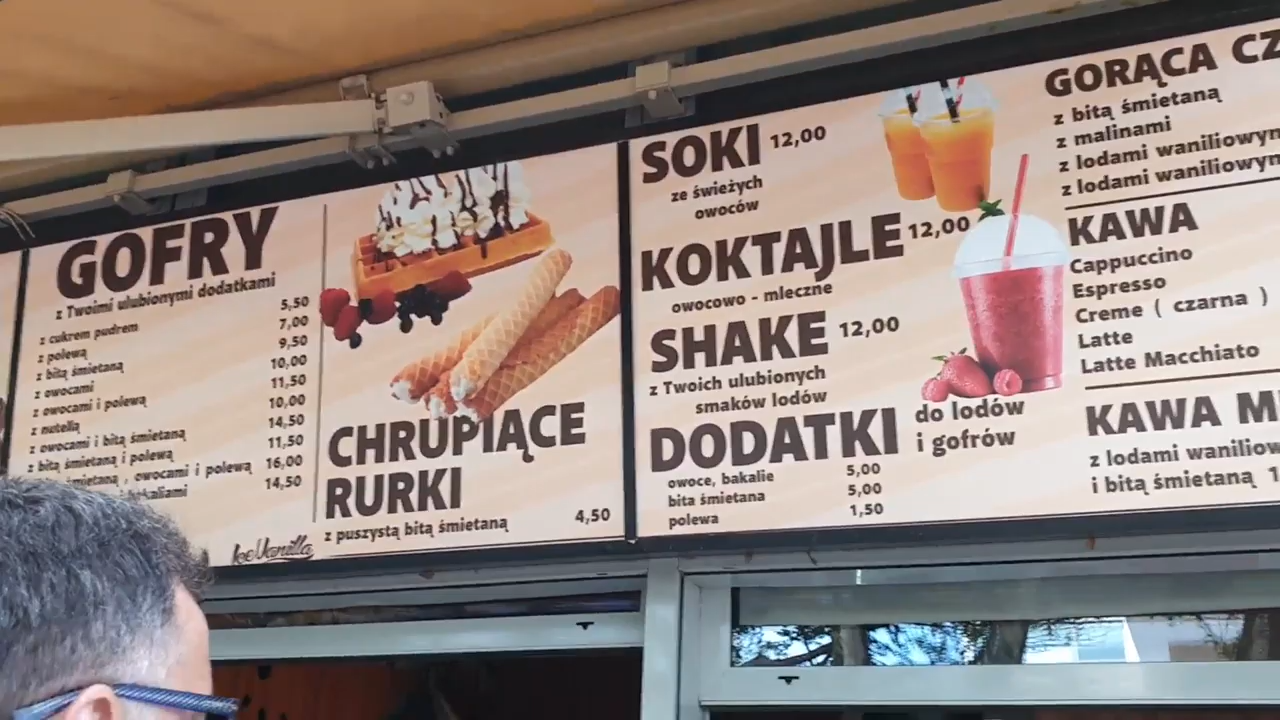 GOFRY
z Twoimi ulubionymi dodatkami
z cukrem pudrem 5,50
z polewą 7,00
z bitą śmietaną 9,50
z owocami 10,00
z owocami i polewą 11,50
z nutellą 10,00
z owocami i bitą śmietaną 14,50
z bitą śmietaną i polewą 11,50
śmietaną , owocami i polewą 16,00
14,50
Ice Vanilla
CHRUPIĄCE
RURKI
z puszystą bitą śmietaną 4,50
SOKI 12,00
ze świeżych
owoców
KOKTAJLE 12,00
owocowo - mleczne
SHAKE 12,00
z Twoich ulubionych
smaków lodów
DODATKI do lodów
i gofrów
owoce, bakalie 5,00
bita śmietana 5,00
polewa 1,50
GORĄCA CZ
z bitą śmietaną
z malinami
z lodami waniliowym
z lodami waniliowym
KAWA
Cappuccino
Espresso
Creme ( czarna )
Latte
Latte Macchiato
KAWA M
z lodami waniliow
i bitą śmietaną 1